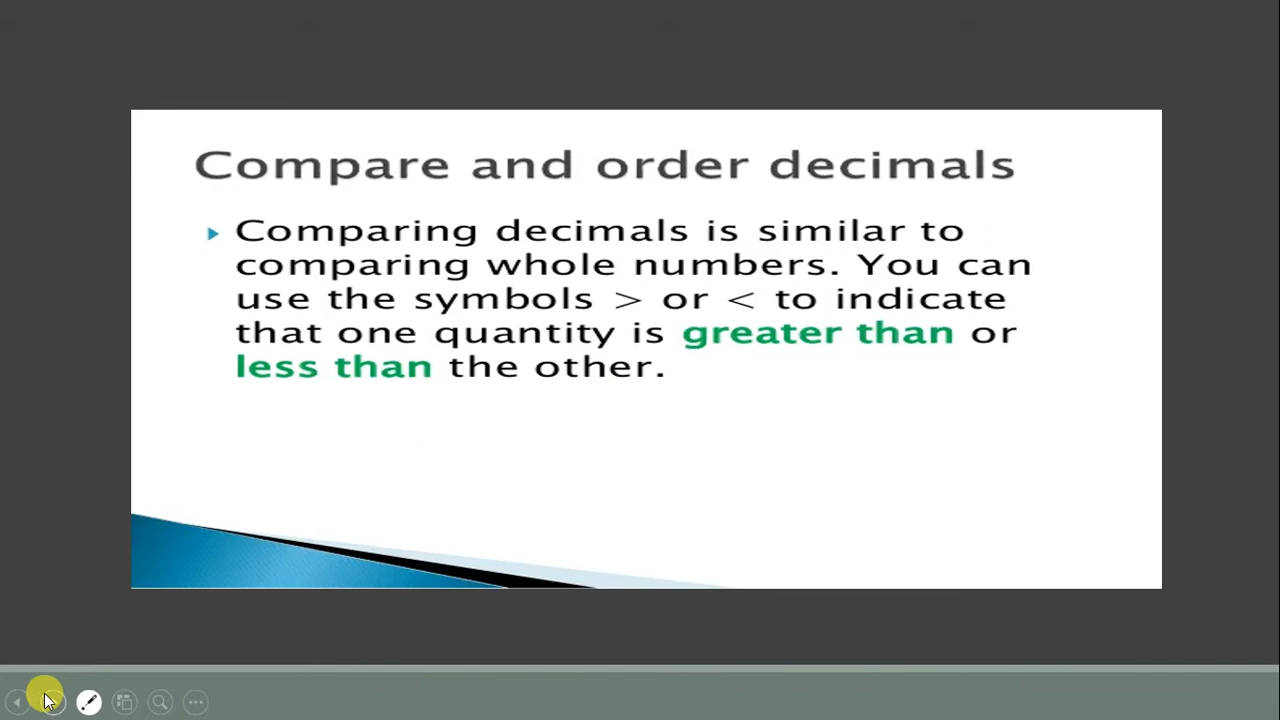 Compare and order decimals
Comparing decimals is similar to
comparing whole numbers. You can
use the symbols > or < to indicate
that one quantity is greater than or
less than the other.